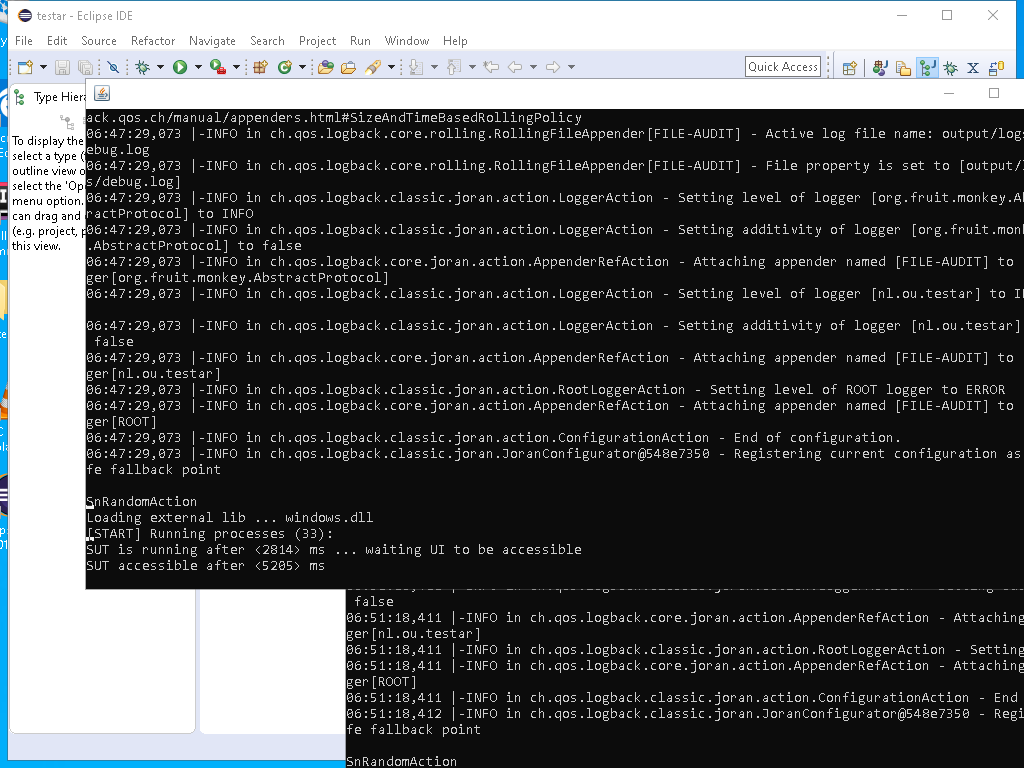 testar - Eclipse IDE
File Edit Source Refactor Navigate Search Project Run Window Help
Quick Access
Type Hiera
To display the
select a type (
outline view o
select the 'Op
menu option.
can drag and
(e.g. project, p
this view.
ack.qos.ch/manual/appenders.html#SizeAndTimeBasedRollingPolicy
06:47:29,073 |-INFO in ch.qos.logback.core.rolling.RollingFileAppender[FILE-AUDIT] - Active log file name: output/logs
ebug.log
06:47:29,073 |-INFO in ch.qos.logback.core.rolling.RollingFileAppender[FILE-AUDIT] - File property is set to [output/l
s/debug.log]
06:47:29,073 |-INFO in ch.qos.logback.classic.joran.action.LoggerAction - Setting level of logger [org.fruit.monkey.Ab
ractProtocol] to INFO
06:47:29,073 |-INFO in ch.qos.logback.classic.joran.action.LoggerAction - Setting additivity of logger [org.fruit.monk
.AbstractProtocol] to false
06:47:29,073 |-INFO in ch.qos.logback.core.joran.action.AppenderRefAction - Attaching appender named [FILE-AUDIT] to
ger[org.fruit.monkey.AbstractProtocol]
06:47:29,073 |-INFO in ch.qos.logback.classic.joran.action.LoggerAction - Setting level of logger [nl.ou.testar] to I
06:47:29,073 |-INFO in ch.qos.logback.classic.joran.action.LoggerAction - Setting additivity of logger [nl.ou.testar]
false
06:47:29,073 |-INFO in ch.qos.logback.core.joran.action.AppenderRefAction - Attaching appender named [FILE-AUDIT] to
ger[nl.ou.testar]
06:47:29,073 |-INFO in ch.qos.logback.classic.joran.action.RootLoggerAction - Setting level of ROOT logger to ERROR
06:47:29,073 |-INFO in ch.qos.logback.core.joran.action.AppenderRefAction - Attaching appender named [FILE-AUDIT] to
ger[ROOT]
06:47:29,073 |-INFO in ch.qos.logback.classic.joran.action.ConfigurationAction - End of configuration.
06:47:29,073 |-INFO in ch.qos.logback.classic.joran.JoranConfigurator@548e7350 - Registering current configuration as
fe fallback point
SnRandomAction
Loading external lib ... windows.dll
[START] Running processes (33):
SUT is running after <2814> ms ... waiting UI to be accessible
SUT accessible after <5205> ms
false
06:51:18,411 |-INFO in ch.qos.logback.core.joran.action.AppenderRefAction - Attaching
ger[nl.ou.testar]
06:51:18,411 |-INFO in ch.qos.logback.classic.joran.action.RootLoggerAction - Setting
06:51:18,411 |-INFO in ch.qos.logback.core.joran.action.AppenderRefAction - Attaching
ger[ROOT]
06:51:18,411 |-INFO in ch.qos.logback.classic.joran.action.ConfigurationAction - End
06:51:18,412 |-INFO in ch.qos.logback.classic.joran.JoranConfigurator@548e7350 - Regi
fe fallback point
SnRandomAction